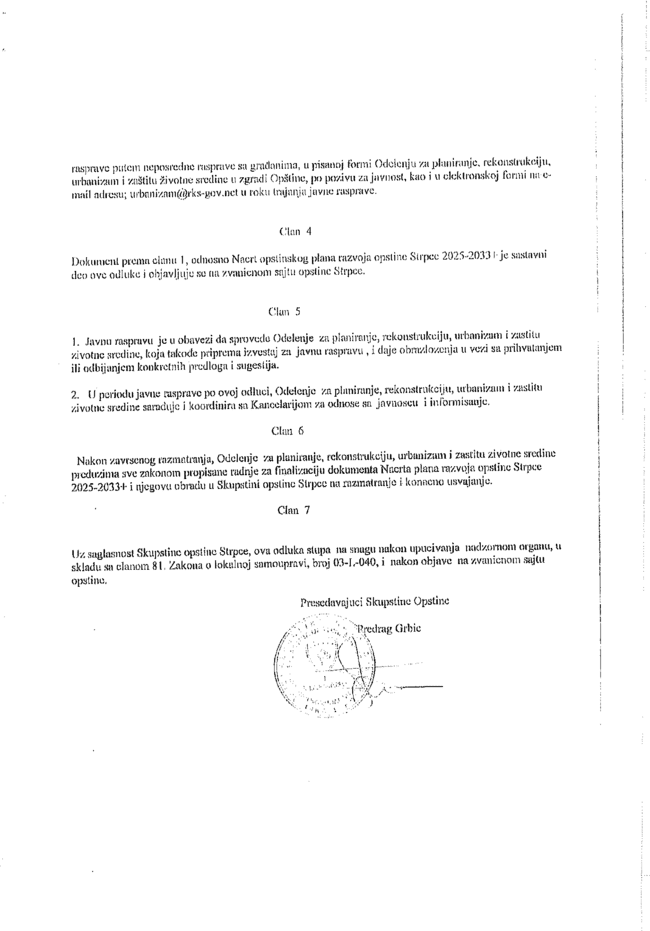 rasprave putem neposredne rasprave sa građanima, u pisanoj formi Odelenju za planiranje, rekonstrukciju,
urbanizam i zaštitu životne sredine u zgradi Opštine, po pozivu za javnost, kao i u elektronskoj formi na e-
mail adresu; urbanizam@rks-gov.net u roku trajanja javne rasprave.
Clan 4
Dokument prema clanu 1, odnosno Nacrt opstinskog plana razvoja opstine Strpce 2025-2033+ je sastavni
deo ove odluke i objavljuje se na zvanicnom sajtu opstine Strpce.
Clan 5
1. Javnu raspravu je u obavezi da sprovede Odelenje za planiranje, rekonstrukciju, urbanizam i zastitu
zivotne sredine, koja takode priprema izvestaj za javnu raspravu , i daje obrazlozenja u vezi sa prihvatanjem
ili odbijanjem konkretnih predloga i sugestija.
2. U periodu javne rasprave po ovoj odluci, Odelenje za planiranje, rekonstrukciju, urbanizam i zastitu
zivotne sredine saraduje i koordinira sa Kancelarijom za odnose sa javnoscu i informisanje.
Clan 6
Nakon zavrsenog razmatranja, Odelenje za planiranje, rekonstrukciju, urbanizam i zastitu zivotne sredine
preduzima sve zakonom propisane radnje za finalizaciju dokumenta Nacrta plana razvoja opstine Strpce
2025-2033+ i njegovu obradu u Skupstini opstine Strpce na razmatranje i konacno usvajanje.
Clan 7
Uz saglasnost Skupstine opstine Strpce, ova odluka stupa na snagu nakon upucivanja nadzornom organu, u
skladu sa clanom 81. Zakona o lokalnoj samoupravi, broj 03-L-040, i nakon objave na zvanicnom sajtu
opstine.
Presedavajuci Skupstine Opstine
Predrag Grbic